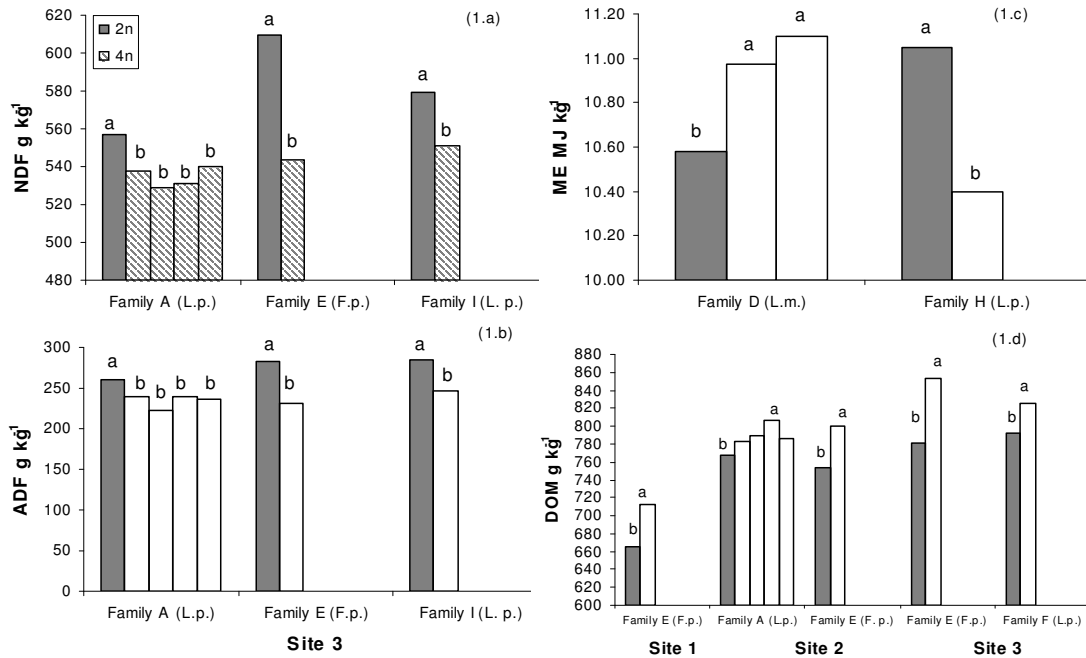 (1.a)
620
600
580
560
540
520
500
480
NDF g kg-1
2n
4n
a
b
b
b
b
a
b
a
b
Family A (L.p.)
Family E (F.p.)
Family I (L. p.)
(1.c)
11.20
11.00
10.80
10.60
10.40
10.20
10.00
ME MJ kg-1
b
a
a
a
b
Family D (L.m.)
Family H (L.p.)
(1.b)
300
250
200
150
100
50
0
ADF g kg-1
a
b
b
b
b
a
b
a
b
Family A (L.p.)
Family E (F.p.)
Family I (L. p.)
Site 3
(1.d)
880
860
840
820
800
780
760
740
720
700
680
660
640
620
600
DOM g kg-1
b
a
b
a
b
a
b
a
b
a
Family E (F.p.)
Family A (L.p.)
Family E (F. p.)
Family E (F.p.)
Family F (L.p.)
Site 1
Site 2
Site 3